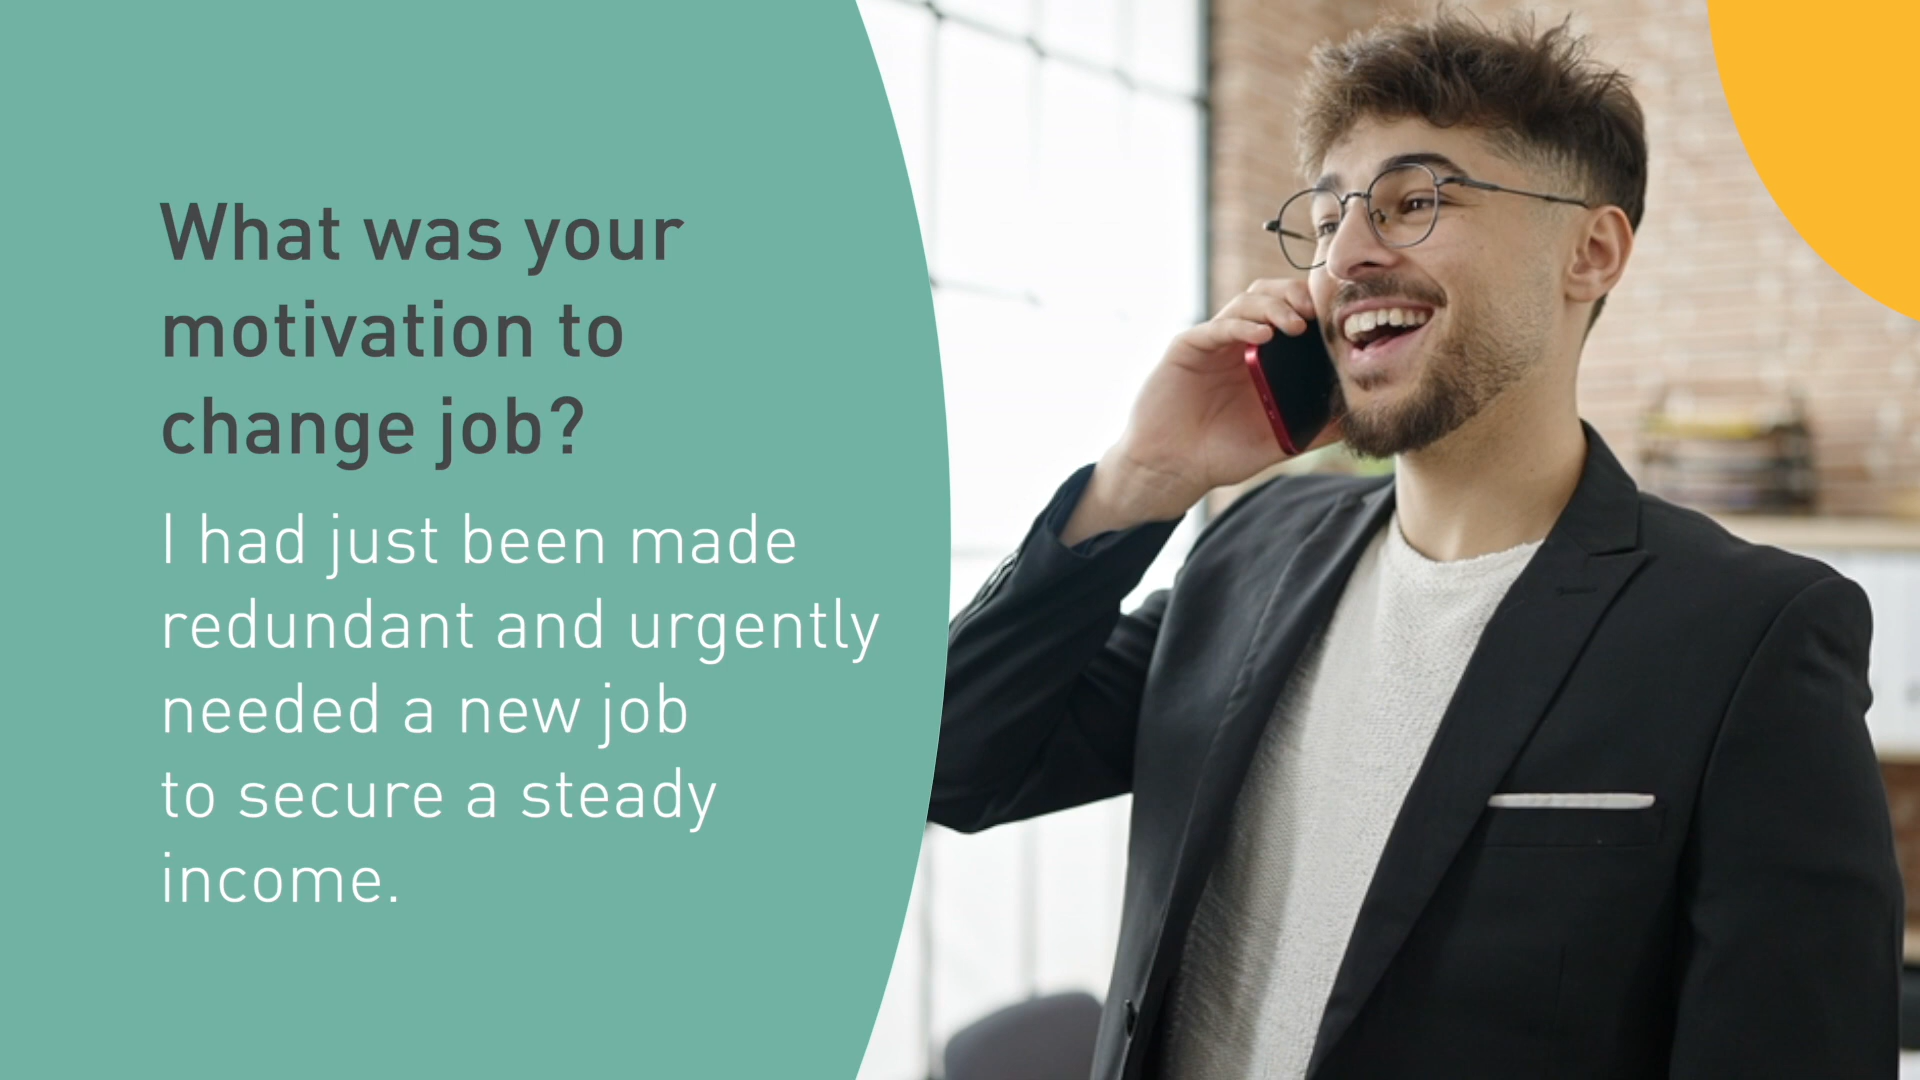 What was your
motivation to
change job?
I had just been made
redundant and urgently
needed a new job
to secure a steady
income.